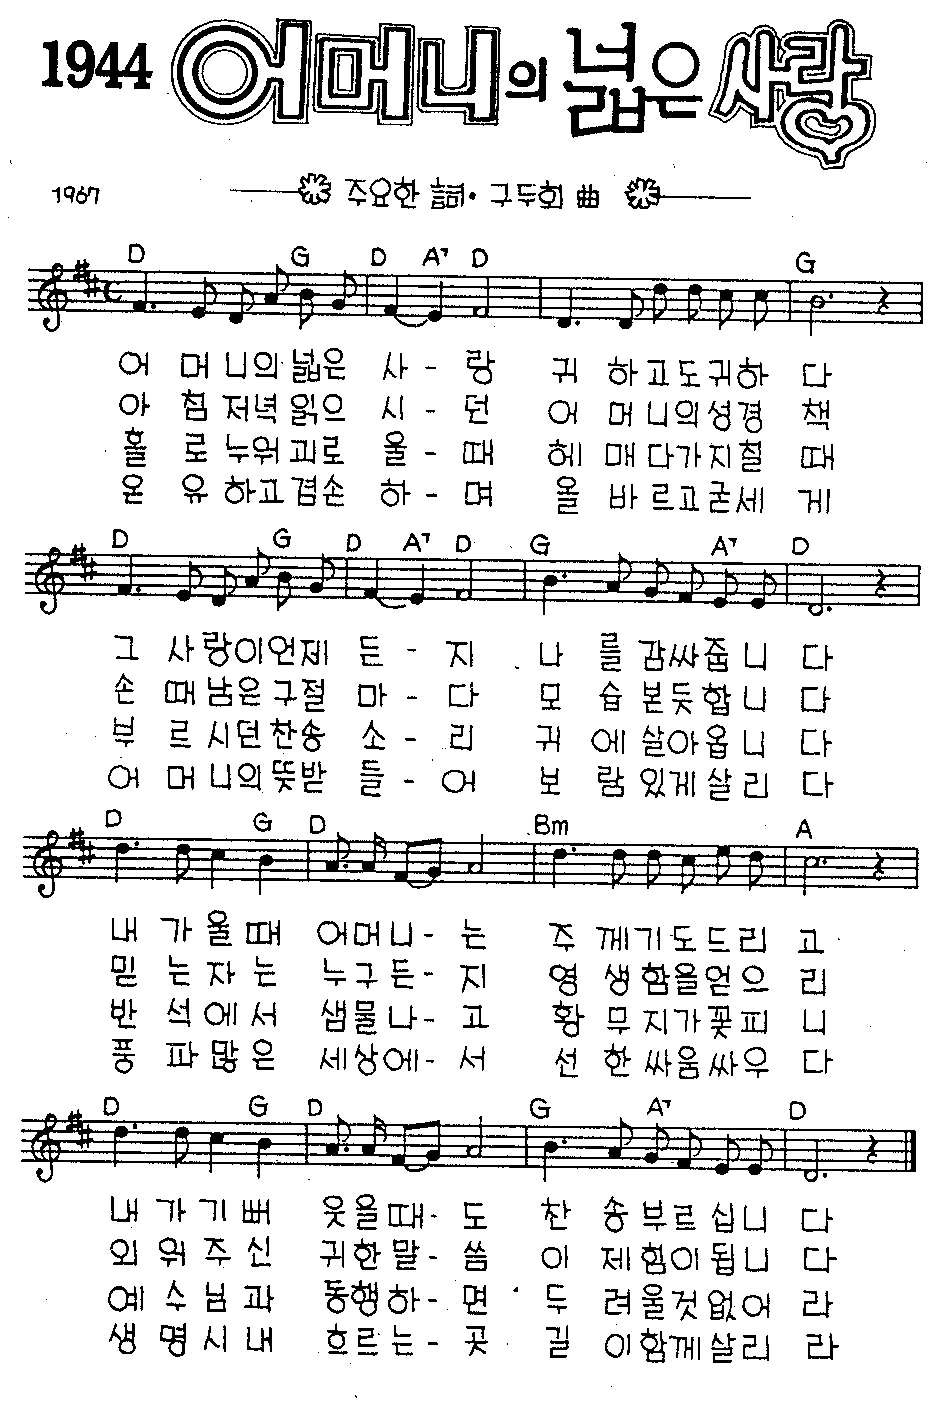 1944 어머니의 넓은 사랑
1967 주요한 詞·구두회 曲
D G D A7 D G
어 머니의넓은 사 - 랑 귀 하고도귀하 다
아 침저녁읽으 시 - 던 어 머니의성경 책
홀 로누워괴로 울 - 때 헤 매다가지칠 때
온 유하고겸손 하 - 며 올 바르고굳세 게
D G D A7 D G A7 D
그 사랑이언제 든 - 지 나 를감싸줍니 다
손 때남은구절 마 - 다 모 습본듯합니 다
부 르시던찬송 소 - 리 귀 에살아옵니 다
어 머니의뜻받 들 - 어 보 람있게살리 다
D G D Bm A
내 가울때 어머니 - 는 주 께기도드리 고
믿 는자는 누구든 - 지 영 생함을얻으 리
반 석에서 샘물나 - 고 황 무지가꽃피 니
풍 파많은 세상에 - 서 선 한싸움싸우 다
D G D G A7 D
내 가기뻐 웃을때 - 도 찬 송부르십니 다
외 워주신 귀한말 - 씀 이 제힘이됩니 다
예 수님과 동행하 - 면 두 려울것없어 라
생 명시내 흐르는 - 곳 길 이함께살리 라